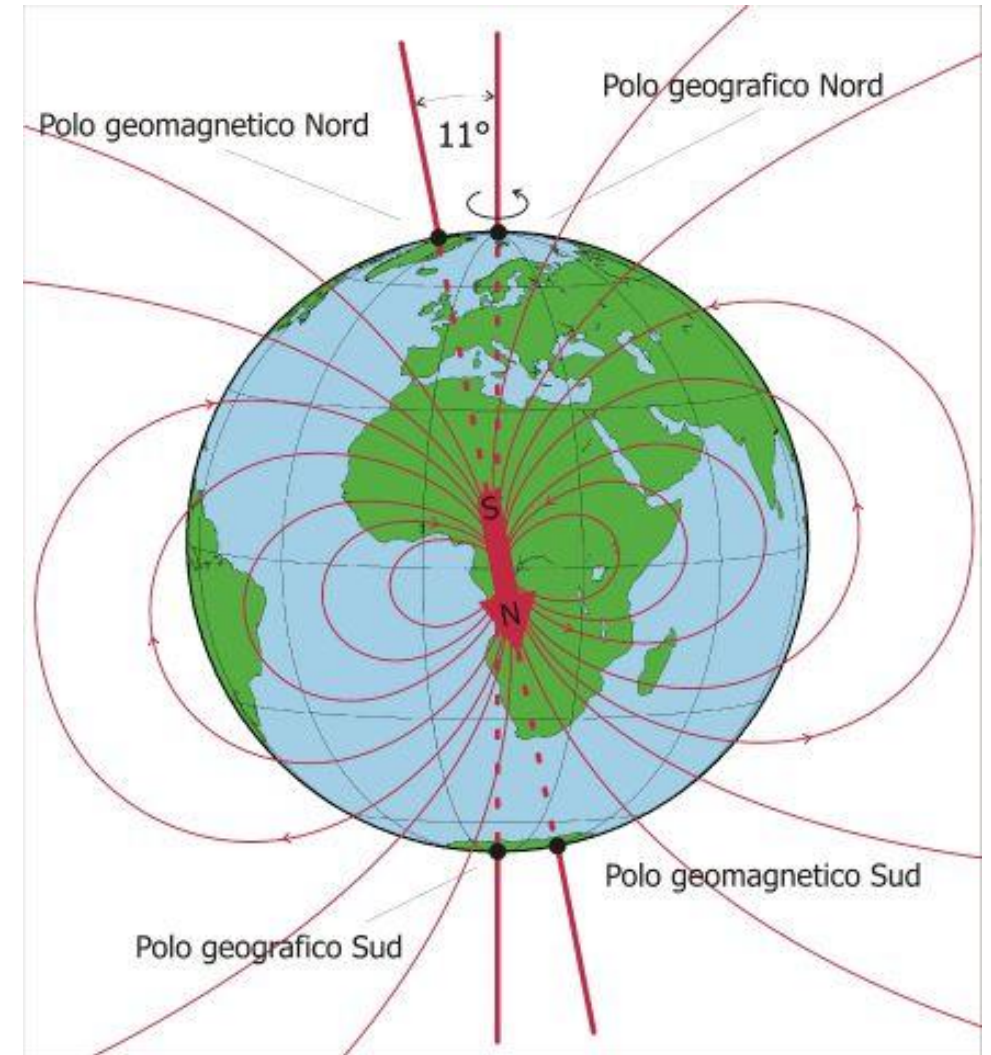 Polo geografico Nord
Polo geomagnetico Nord
11°
S
N
Polo geomagnetico Sud
Polo geografico Sud